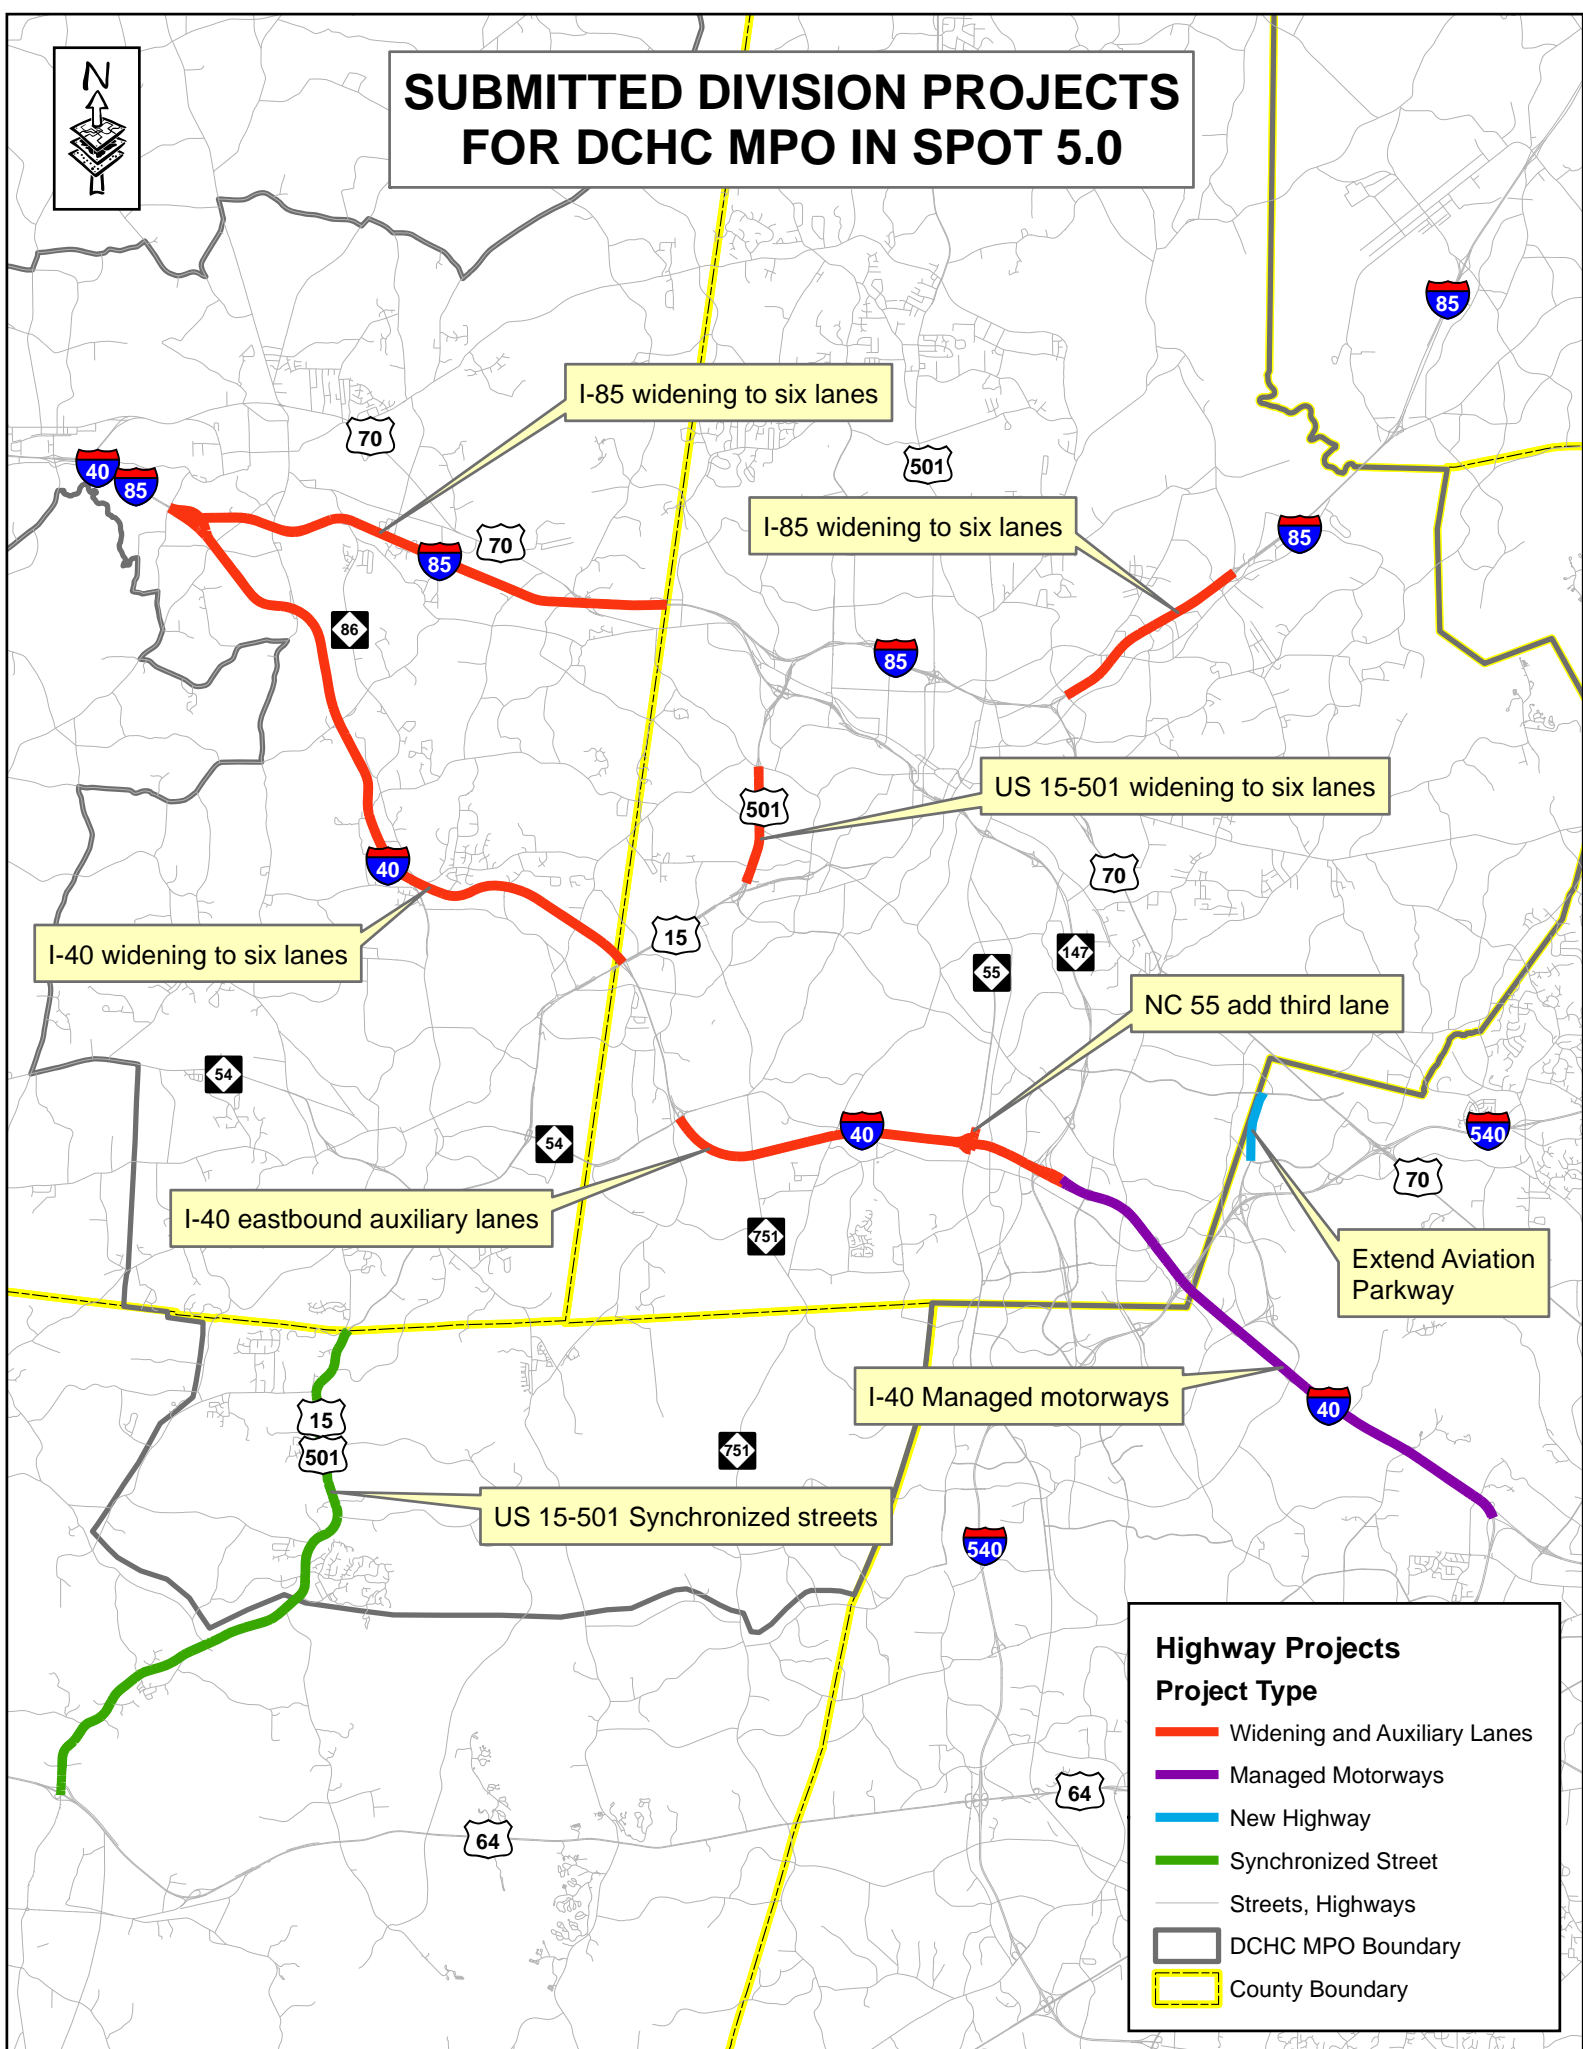 N
SUBMITTED DIVISION PROJECTS
FOR DCHC MPO IN SPOT 5.0
85
I-85 widening to six lanes
70
501
40
85
I-85 widening to six lanes
85
70
85
86
85
US 15-501 widening to six lanes
501
40
70
15
I-40 widening to six lanes
147
55
NC 55 add third lane
54
40
54
540
70
I-40 eastbound auxiliary lanes
751
Extend Aviation
Parkway
I-40 Managed motorways
40
15
501
751
US 15-501 Synchronized streets
540
64
64
Highway Projects
Project Type
Widening and Auxiliary Lanes
Managed Motorways
New Highway
Synchronized Street
Streets, Highways
DCHC MPO Boundary
County Boundary